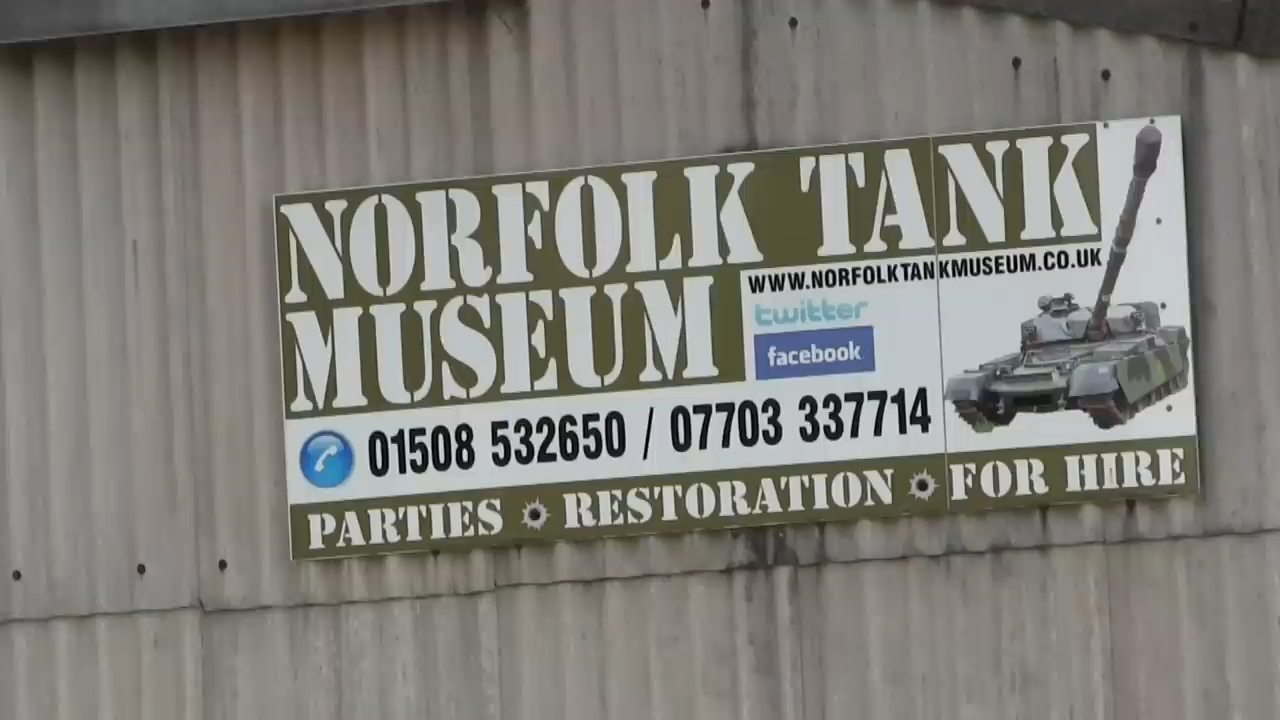 NORFOLK TANK
MUSEUM
WWW.NORFOLKTANKMUSEUM.CO.UK
twitter
facebook
01508 532650 / 07703 337714
PARTIES RESTORATION FOR HIRE